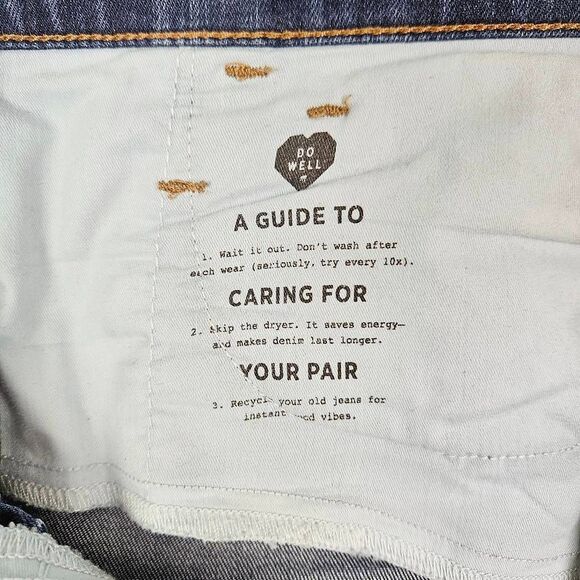 DO
WELL
A GUIDE TO
1. Wait it out. Don't wash after
each wear (seriously, try every 10x).
CARING FOR
2. Skip the dryer. It saves energy—
and makes denim last longer.
YOUR PAIR
3. Recycle your old jeans for
instant good vibes.